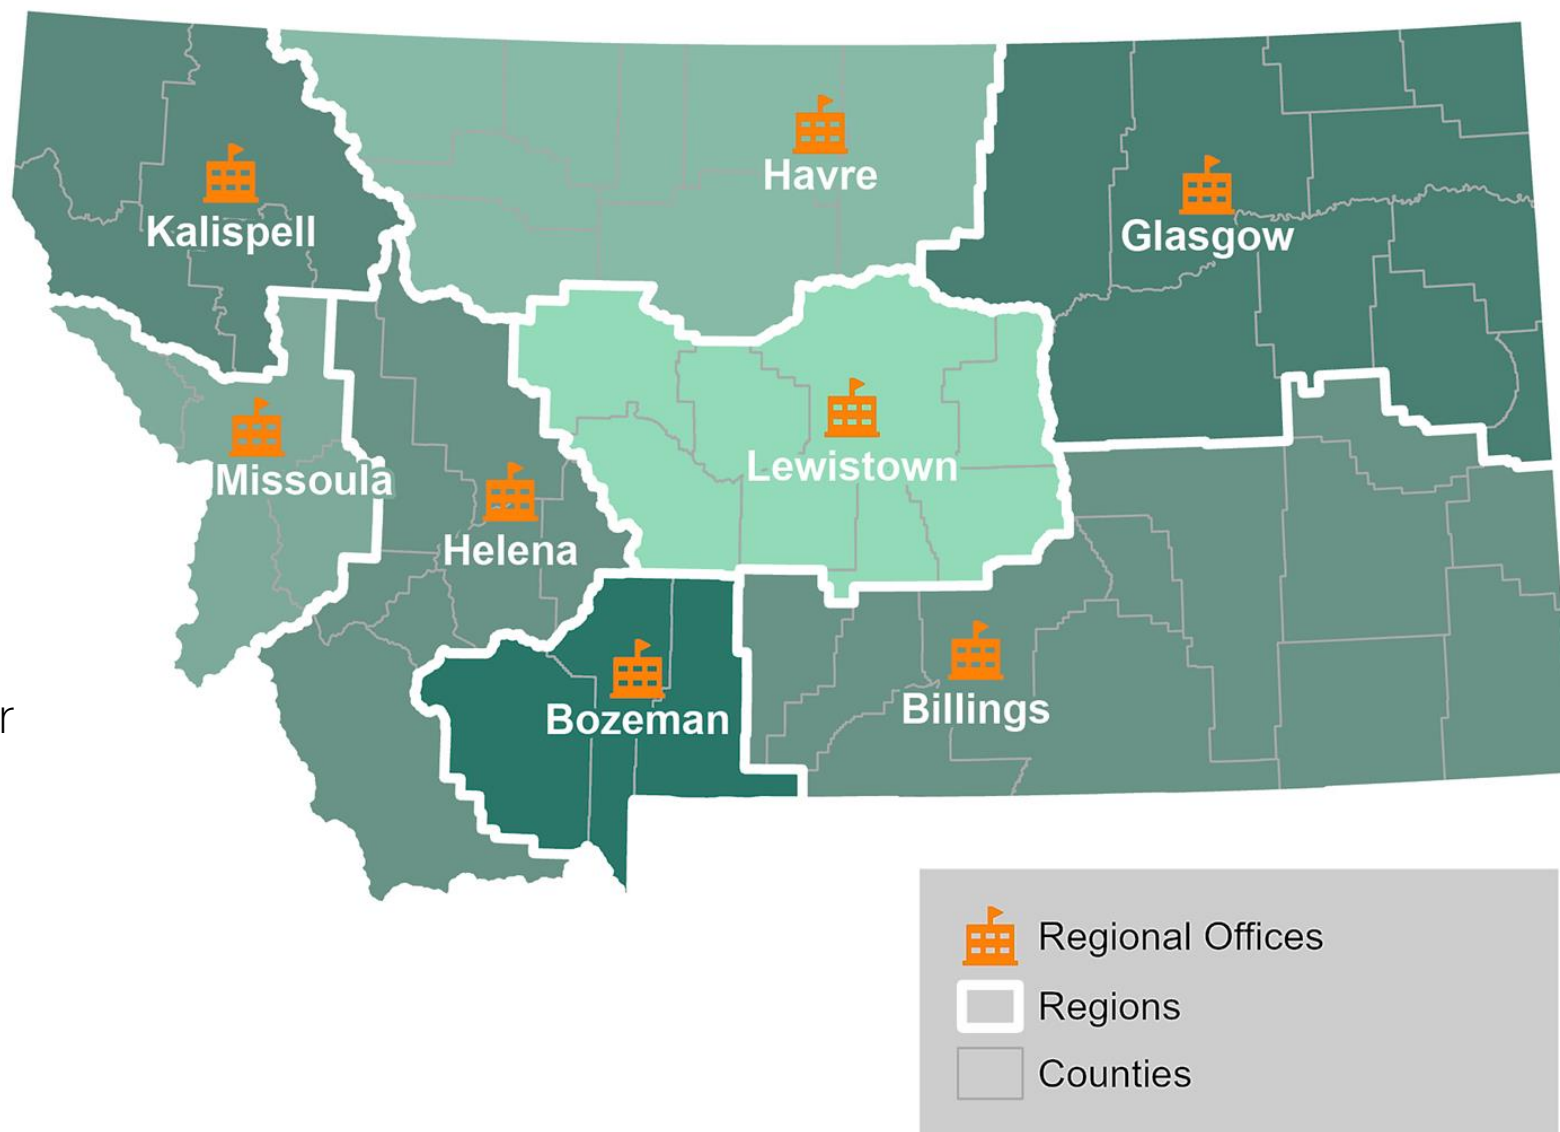 Havre
Kalispell
Glasgow
Lewistown
Missoula
Helena
Billings
Bozeman
r
Regional Offices
Regions
Counties